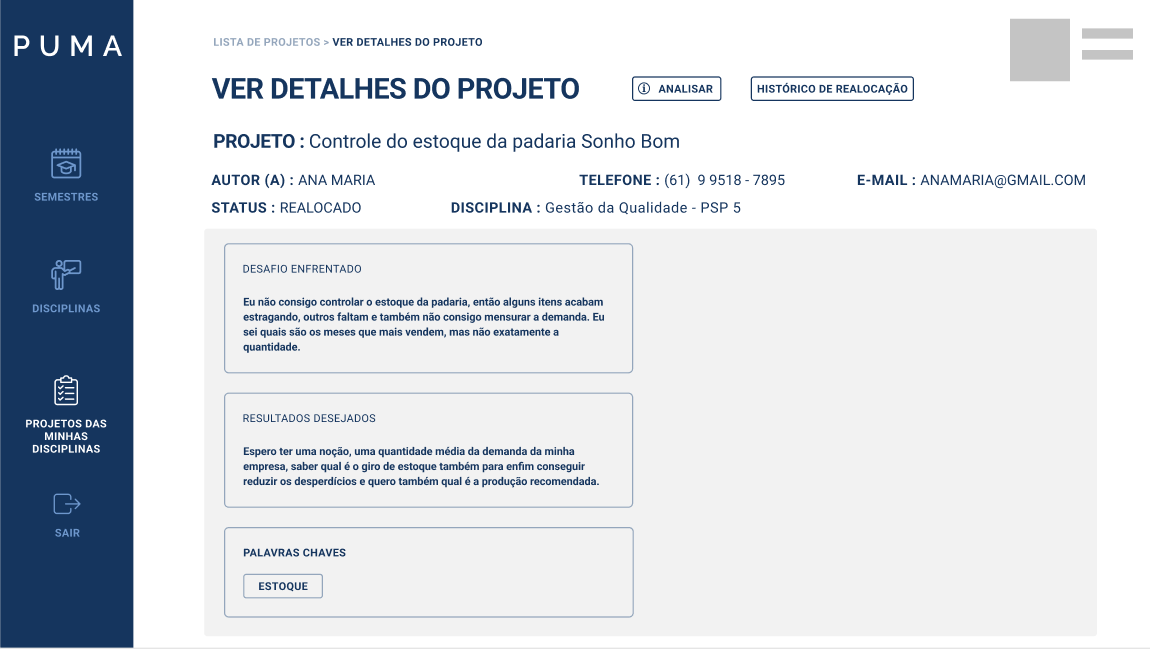 PUMA
SEMESTRES
DISCIPLINAS
PROJETOS DAS
MINHAS
DISCIPLINAS
SAIR
LISTA DE PROJETOS > VER DETALHES DO PROJETO
VER DETALHES DO PROJETO
ANALISAR
HISTÓRICO DE REALOCAÇÃO
PROJETO : Controle do estoque da padaria Sonho Bom
AUTOR (A) : ANA MARIA
TELEFONE : (61) 9 9518 - 7895
E-MAIL : ANAMARIA@GMAIL.COM
STATUS : REALOCADO
DISCIPLINA : Gestão da Qualidade - PSP 5
DESAFIO ENFRENTADO
Eu não consigo controlar o estoque da padaria, então alguns itens acabam
estragando, outros faltam e também não consigo mensurar a demanda. Eu
sei quais são os meses que mais vendem, mas não exatamente a
quantidade.
RESULTADOS DESEJADOS
Espero ter uma noção, uma quantidade média da demanda da minha
empresa, saber qual é o giro de estoque também para enfim conseguir
reduzir os desperdícios e quero também qual é a produção recomendada.
PALAVRAS CHAVES
ESTOQUE